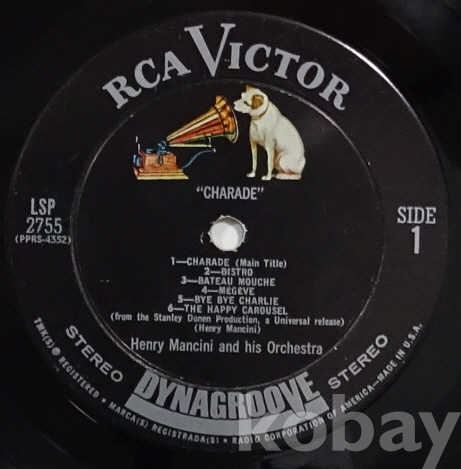 RCA VICTOR
"CHARADE"
LSP
2755
(PPRS-4352)
SIDE
1
1—CHARADE (Main Title)
2—BISTRO
3—BATEAU MOUCHE
4—MEGÈVE
5—BYE BYE CHARLIE
6—THE HAPPY CAROUSEL
(from the Stanley Donen Production, a Universal release)
(Henry Mancini)
Henry Mancini and his Orchestra
STEREO DYNAGROOVE STEREO
TMK(S) ® REGISTERED • MARCA(S) REGISTRADA(S) • RADIO CORPORATION OF AMERICA—MADE IN U.S.A.
kobay